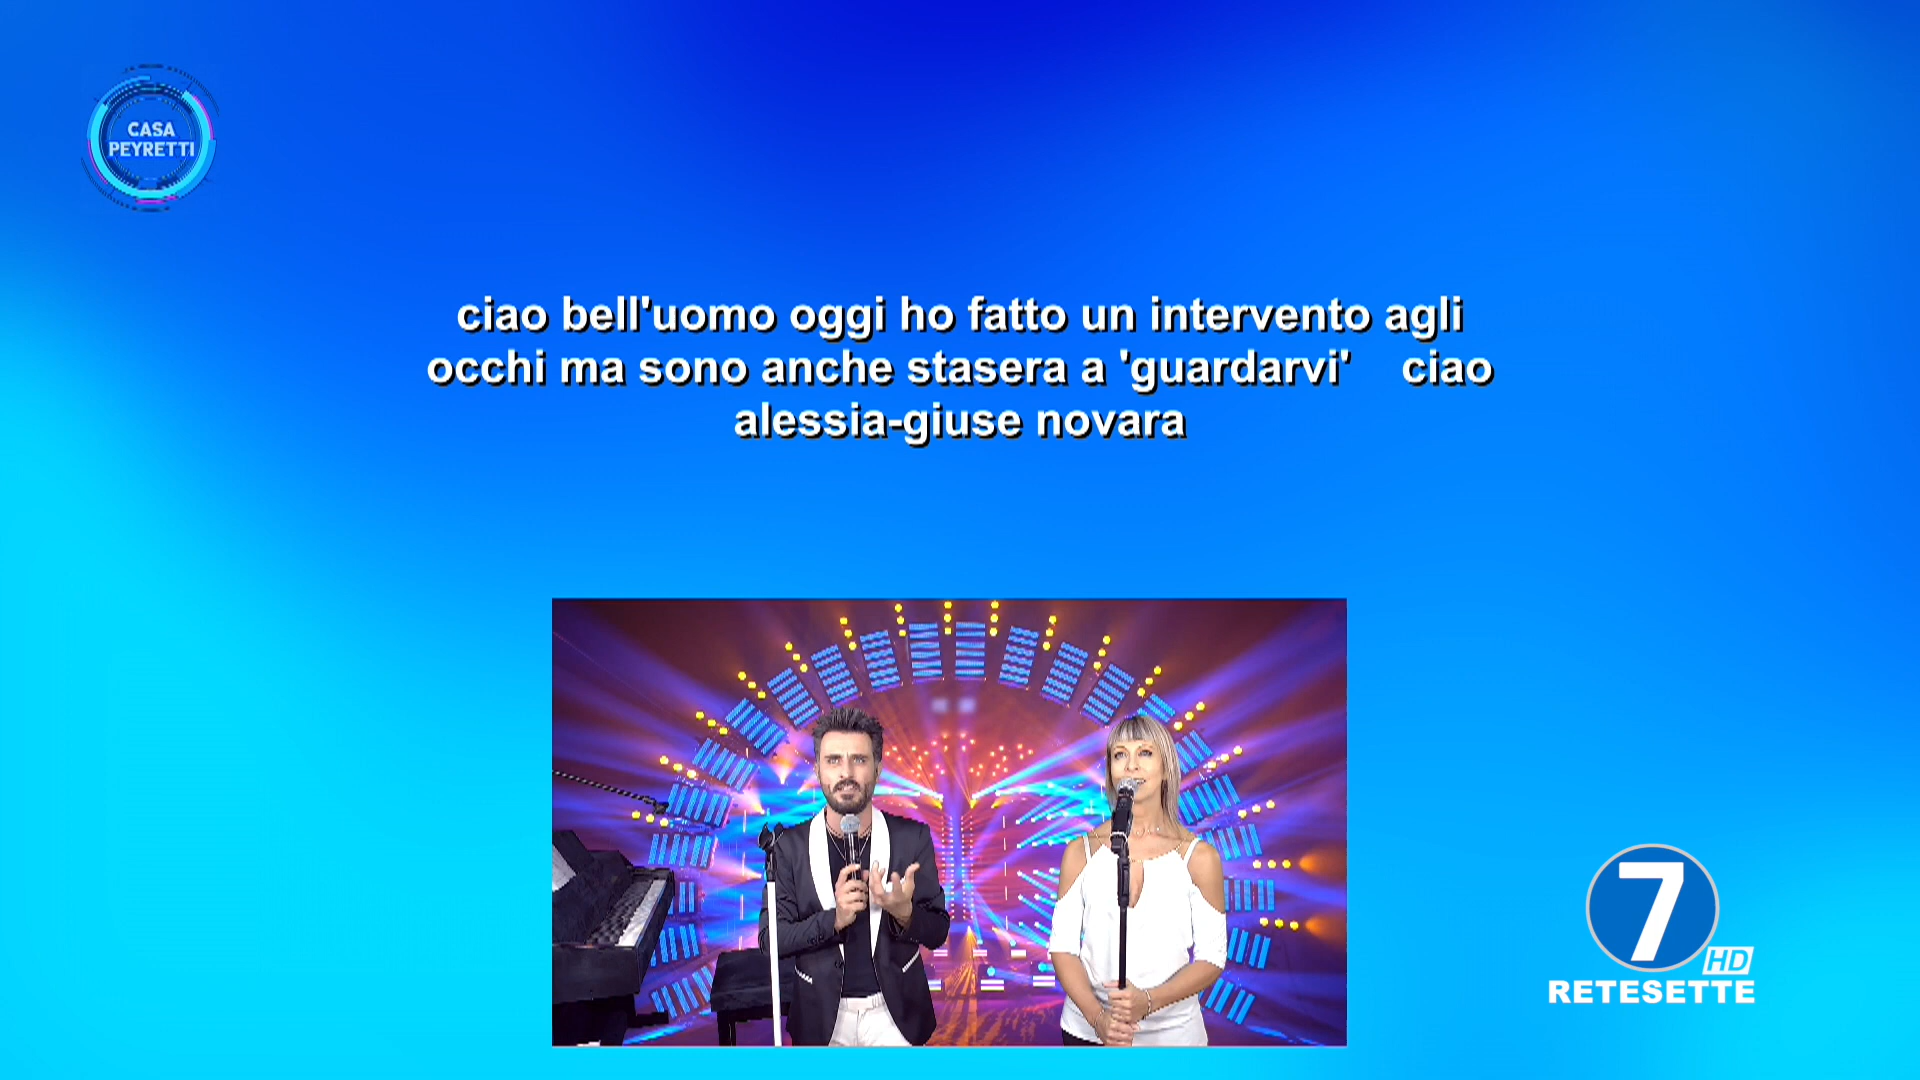 CASA
PEYRETTI
ciao bell'uomo oggi ho fatto un intervento agli
occhi ma sono anche stasera a 'guardarvi' ciao
alessia-giuse novara
7
HD
RETESETTE